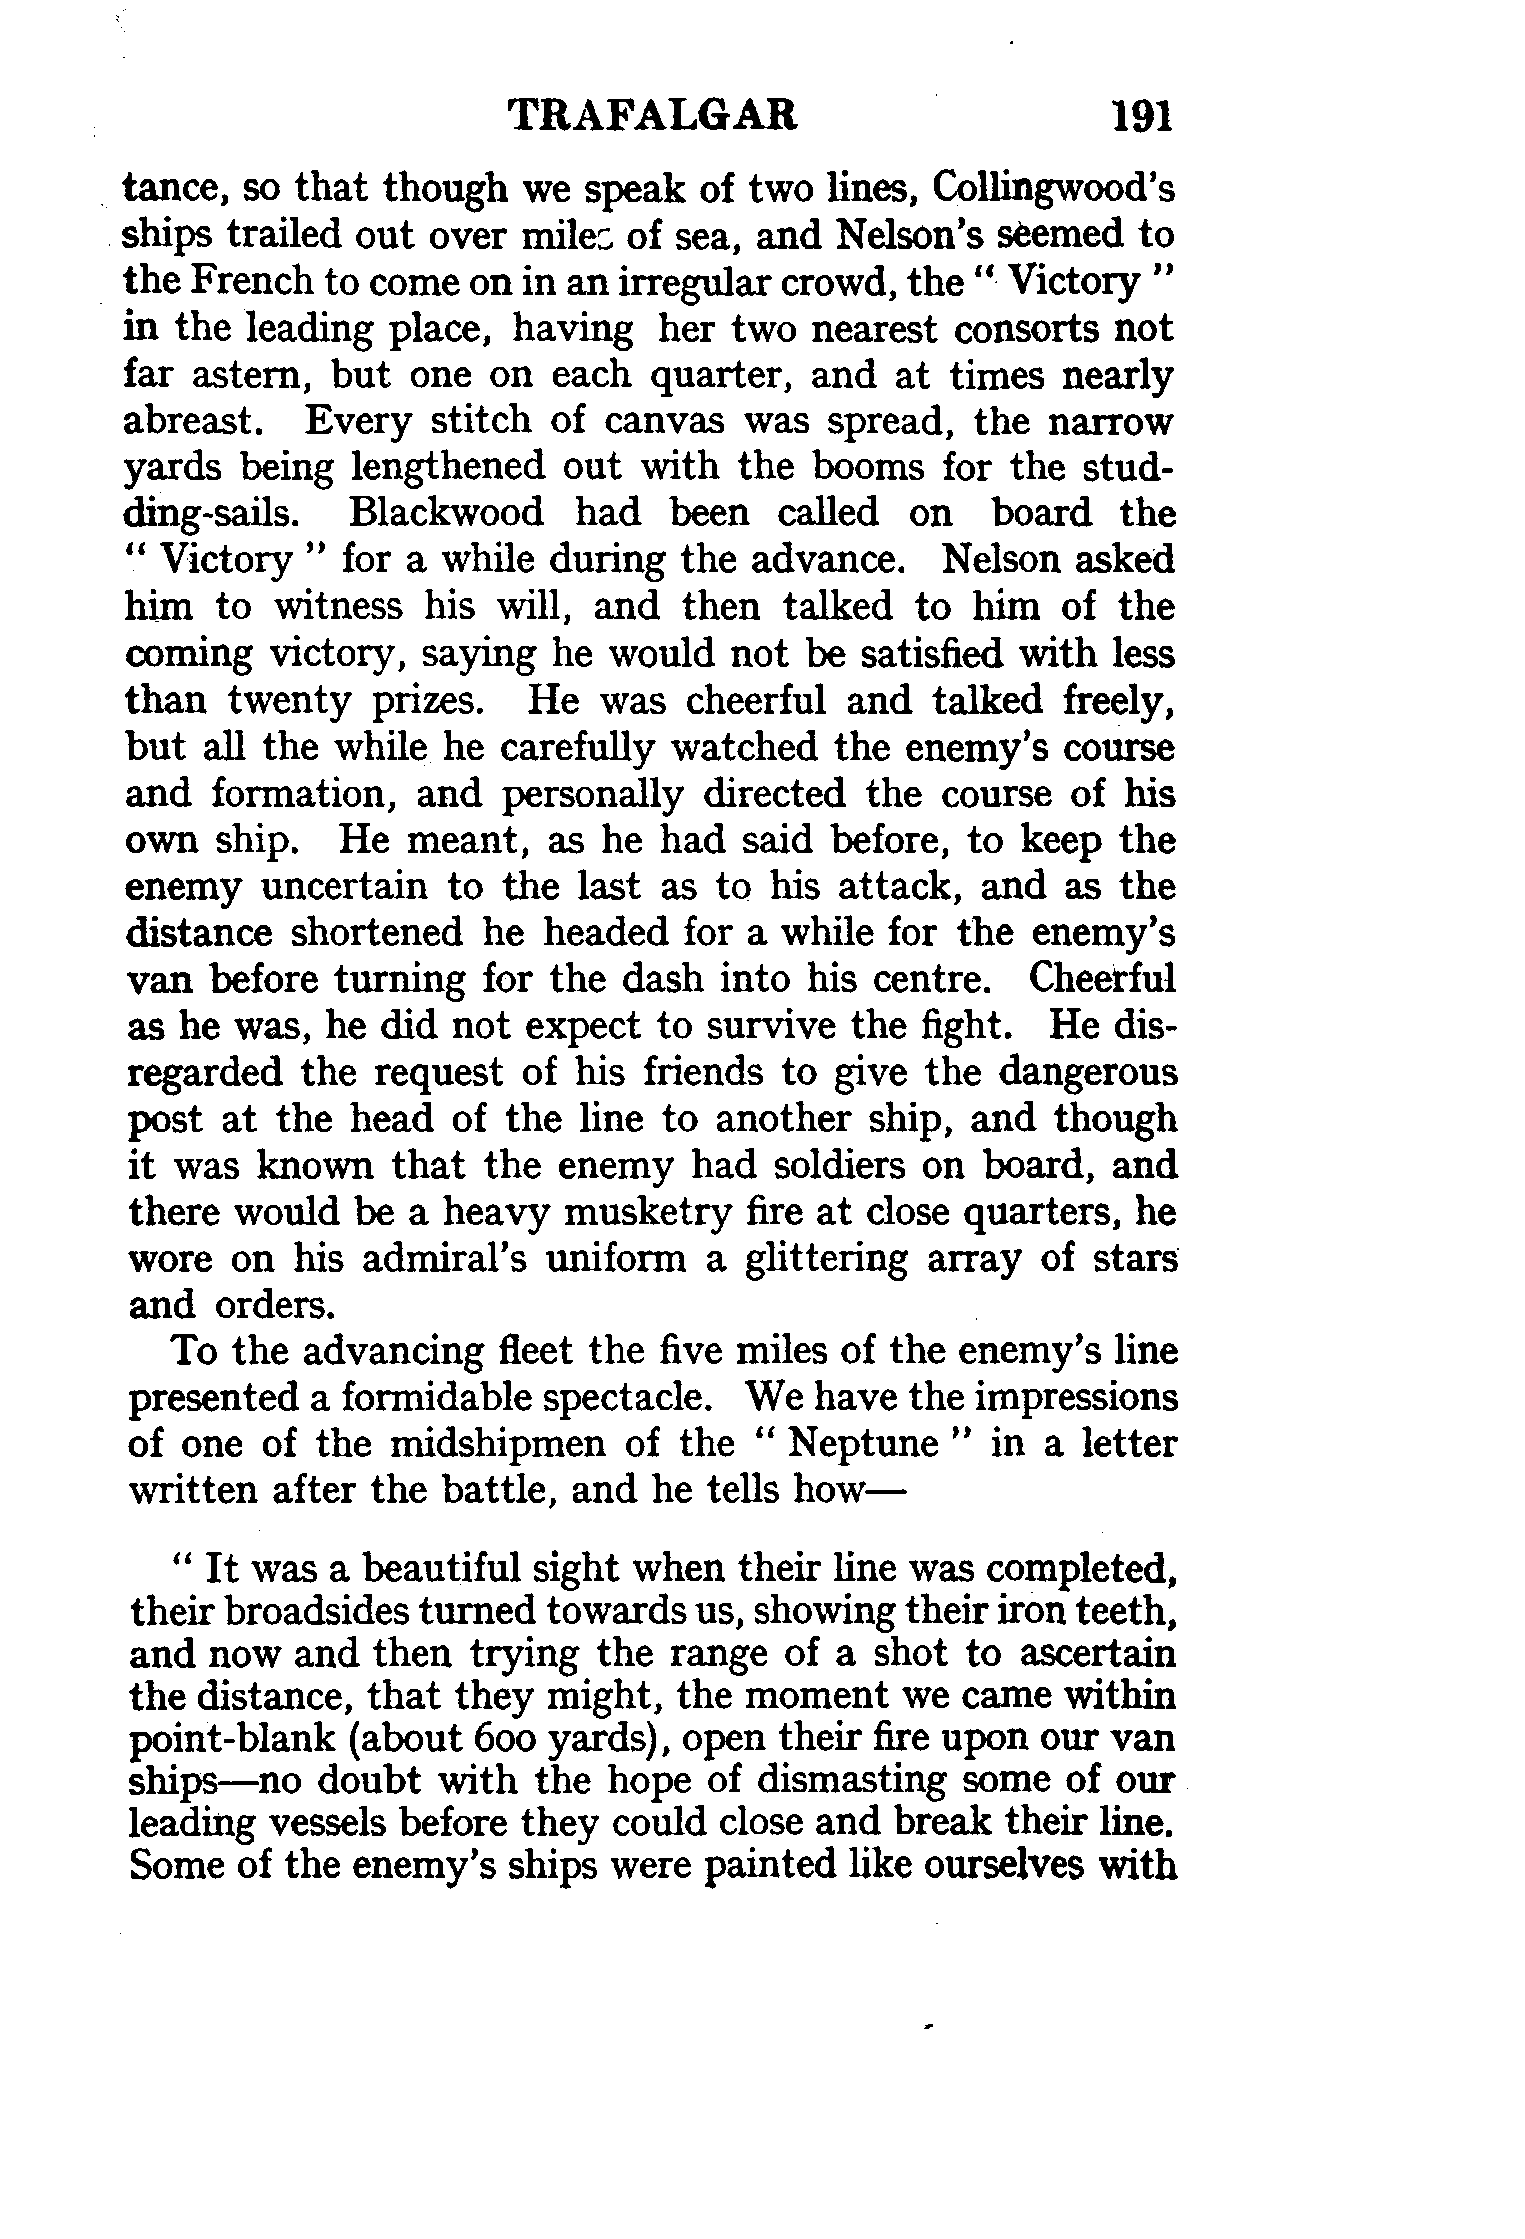 TRAFALGAR 191
tance, so that though we speak of two lines, Collingwood's
ships trailed out over miles of sea, and Nelson's seemed to
the French to come on in an irregular crowd, the " Victory "
in the leading place, having her two nearest consorts not
far astern, but one on each quarter, and at times nearly
abreast. Every stitch of canvas was spread, the narrow
yards being lengthened out with the booms for the stud-
ding-sails. Blackwood had been called on board the
" Victory " for a while during the advance. Nelson asked
him to witness his will, and then talked to him of the
coming victory, saying he would not be satisfied with less
than twenty prizes. He was cheerful and talked freely,
but all the while he carefully watched the enemy's course
and formation, and personally directed the course of his
own ship. He meant, as he had said before, to keep the
enemy uncertain to the last as to his attack, and as the
distance shortened he headed for a while for the enemy's
van before turning for the dash into his centre. Cheerful
as he was, he did not expect to survive the fight. He dis-
regarded the request of his friends to give the dangerous
post at the head of the line to another ship, and though
it was known that the enemy had soldiers on board, and
there would be a heavy musketry fire at close quarters, he
wore on his admiral's uniform a glittering array of stars
and orders.
To the advancing fleet the five miles of the enemy's line
presented a formidable spectacle. We have the impressions
of one of the midshipmen of the " Neptune " in a letter
written after the battle, and he tells how—
" It was a beautiful sight when their line was completed,
their broadsides turned towards us, showing their iron teeth,
and now and then trying the range of a shot to ascertain
the distance, that they might, the moment we came within
point-blank (about 600 yards), open their fire upon our van
ships—no doubt with the hope of dismasting some of our
leading vessels before they could close and break their line.
Some of the enemy's ships were painted like ourselves with